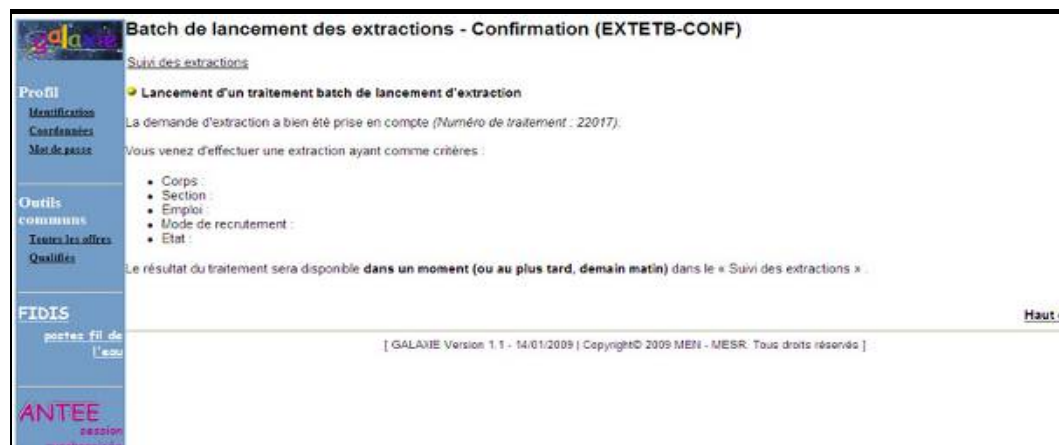 galaxie
Profil
Identification
Coordonnées
Mot de passe
Outils
communs
Toutes les offres
Qualifiés
FIDIS
postes fil de
l'eau
ANTEE
session
Batch de lancement des extractions - Confirmation (EXTETB-CONF)
Suivi des extractions
Lancement d'un traitement batch de lancement d'extraction
La demande d'extraction a bien été prise en compte (Numéro de traitement : 22017).
Vous venez d'effectuer une extraction ayant comme critères :
Corps :
Section :
Emploi :
Mode de recrutement :
Etat :
Le résultat du traitement sera disponible dans un moment (ou au plus tard, demain matin) dans le « Suivi des extractions » .
Haut
[ GALAXIE Version 1.1 - 14/01/2009 | Copyright© 2009 MEN - MESR. Tous droits réservés ]